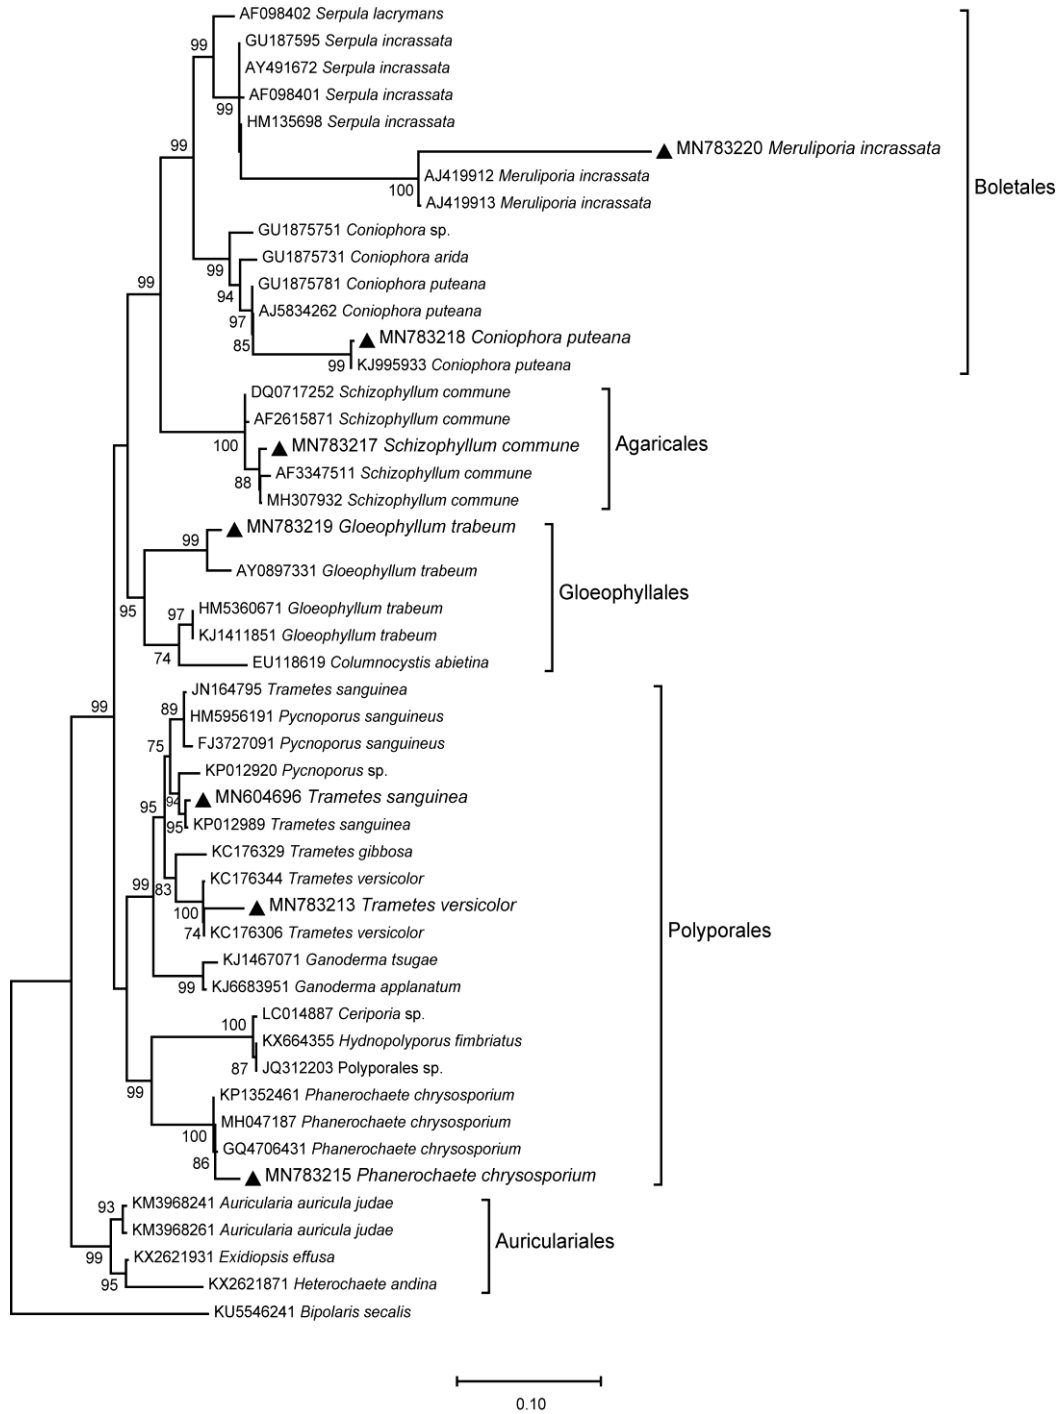 AF098402 Serpula lacrymans
99
GU187595 Serpula incrassata
AY491672 Serpula incrassata
AF098401 Serpula incrassata
99
HM135698 Serpula incrassata
99
MN783220 Meruliporia incrassata
AJ419912 Meruliporia incrassata
100
Boletales
AJ419913 Meruliporia incrassata
GU1875751 Coniophora sp.
GU1875731 Coniophora arida
99
GU1875781 Coniophora puteana
99
94
AJ5834262 Coniophora puteana
97
MN783218 Coniophora puteana
85
KJ995933 Coniophora puteana
99
DQ0717252 Schizophyllum commune
AF2615871 Schizophyllum commune
MN783217 Schizophyllum commune
100
Agaricales
AF3347511 Schizophyllum commune
88
MH307932 Schizophyllum commune
MN783219 Gloeophyllum trabeum
99
AY0897331 Gloeophyllum trabeum
Gloeophyllales
HM5360671 Gloeophyllum trabeum
95
97
KJ1411851 Gloeophyllum trabeum
74
EU118619 Columnocystis abietina
JN164795 Trametes sanguinea
99
89
HM5956191 Pycnoporus sanguineus
75
FJ3727091 Pycnoporus sanguineus
KP012920 Pycnoporus sp.
MN604696 Trametes sanguinea
95
94
KP012989 Trametes sanguinea
95
KC176329 Trametes gibbosa
KC176344 Trametes versicolor
99
83
MN783213 Trametes versicolor
100
KC176306 Trametes versicolor
74
Polyporales
KJ1467071 Ganoderma tsugae
KJ6683951 Ganoderma applanatum
99
LC014887 Ceriporia sp.
100
KX664355 Hydnopolyporus fimbriatus
JQ312203 Polyporales sp.
87
99
KP1352461 Phanerochaete chrysosporium
MH047187 Phanerochaete chrysosporium
100
GQ4706431 Phanerochaete chrysosporium
86
MN783215 Phanerochaete chrysosporium
KM3968241 Auricularia auricula judae
93
KM3968261 Auricularia auricula judae
Auriculariales
KX2621931 Exidiopsis effusa
99
KX2621871 Heterochaete andina
95
KU5546241 Bipolaris secalis
0.10